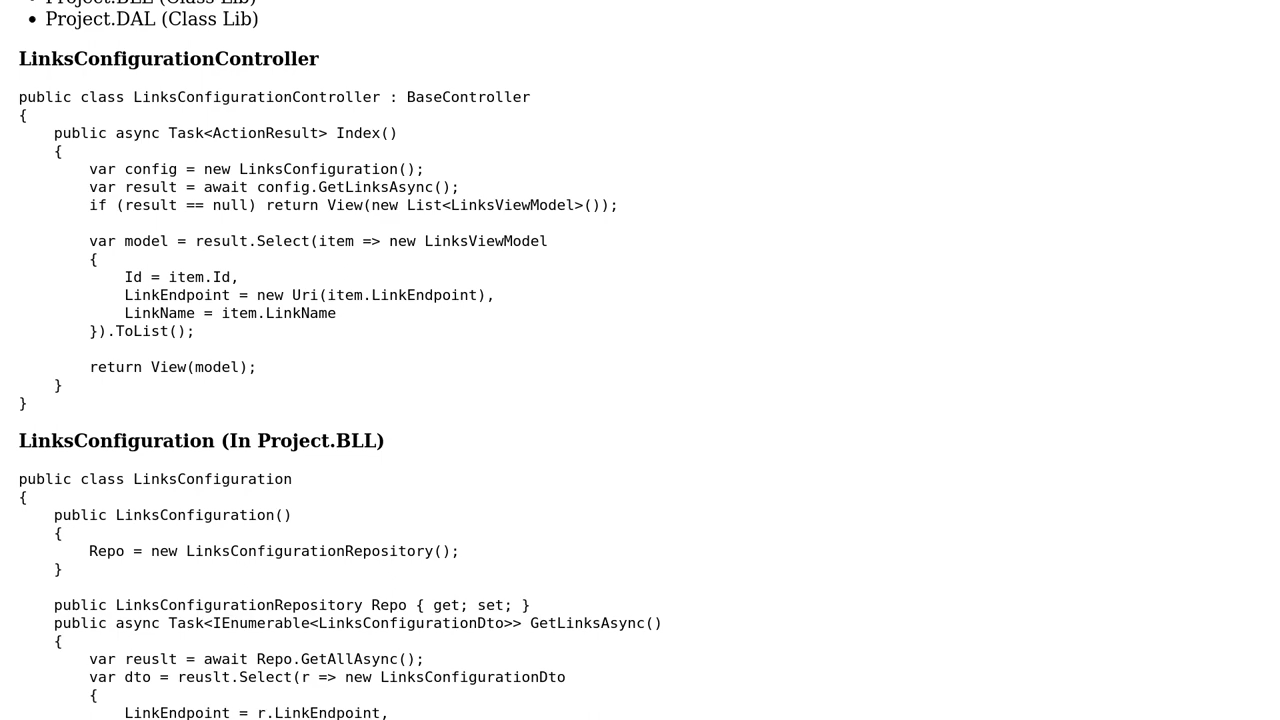 Project.BLL (Class Lib)
Project.DAL (Class Lib)
LinksConfigurationController
public class LinksConfigurationController : BaseController
{
    public async Task<ActionResult> Index()
    {
        var config = new LinksConfiguration();
        var result = await config.GetLinksAsync();
        if (result == null) return View(new List<LinksViewModel>());

        var model = result.Select(item => new LinksViewModel
        {
            Id = item.Id,
            LinkEndpoint = new Uri(item.LinkEndpoint),
            LinkName = item.LinkName
        }).ToList();

        return View(model);
    }
}
LinksConfiguration (In Project.BLL)
public class LinksConfiguration
{
    public LinksConfiguration()
    {
        Repo = new LinksConfigurationRepository();
    }

    public LinksConfigurationRepository Repo { get; set; }
    public async Task<IEnumerable<LinksConfigurationDto>> GetLinksAsync()
    {
        var reuslt = await Repo.GetAllAsync();
        var dto = reuslt.Select(r => new LinksConfigurationDto
        {
            LinkEndpoint = r.LinkEndpoint,